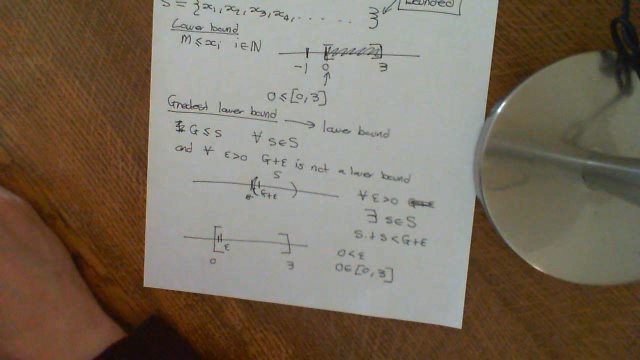 S = {x₁, x₂, x₃, x₄, . . . . . . }
Bounded
Lower bound
M ≤ xᵢ i ∈ ℕ
-1 0 3
0 ≤ [0, 3]
Greatest lower bound → lower bound
G ≤ s ∀ s ∈ S
and ∀ ε>0 G+ε is not a lower bound
S
G G+ε
∀ ε>0
∃ s ∈ S
s.t s < G+ε
ε
0 3
0 < ε
0 ∈ [0, 3]